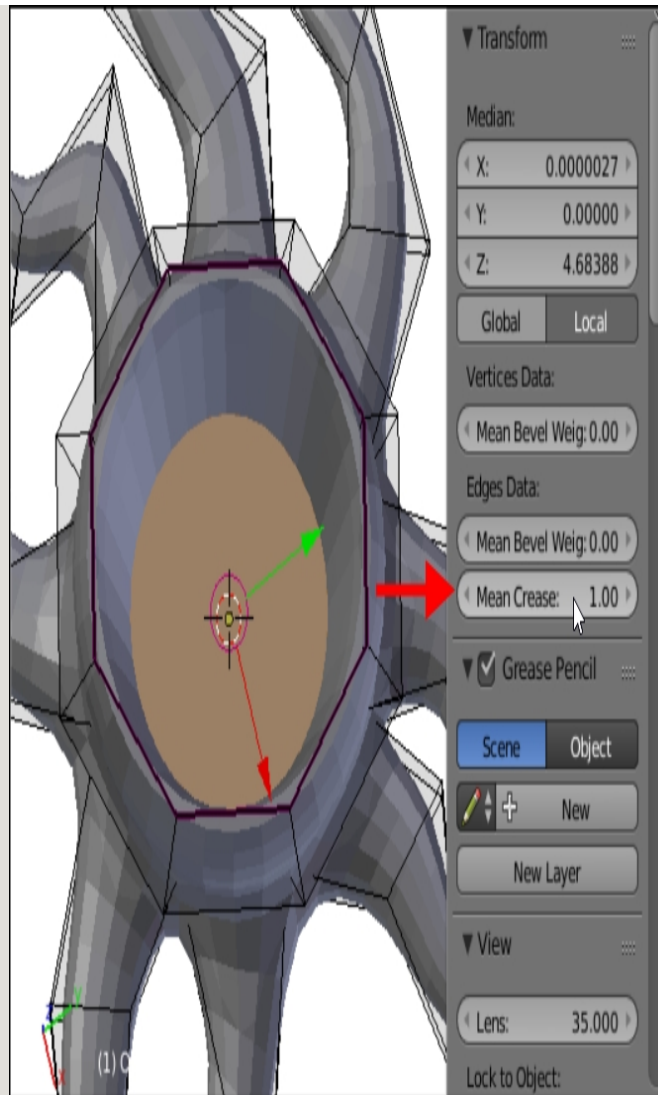 Transform
Median:
X: 0.0000027
Y: 0.00000
Z: 4.68388
Global Local
Vertices Data:
Mean Bevel Weig: 0.00
Edges Data:
Mean Bevel Weig: 0.00
Mean Crease: 1.00
Grease Pencil
Scene Object
New
New Layer
View
Lens: 35.000
Lock to Object:
Z Y
X
(1)